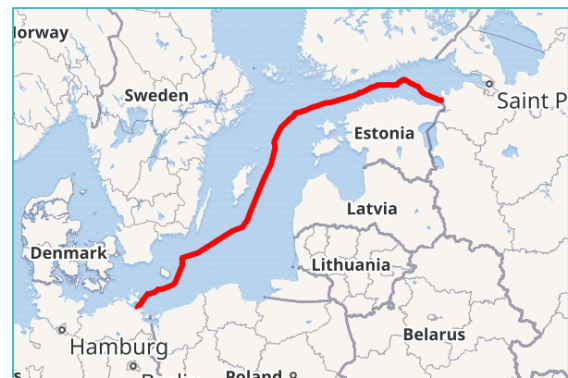 Norway
Sweden
Saint P
Estonia
Latvia
Denmark
Lithuania
Belarus
Hamburg
Poland